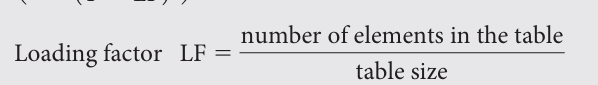 Loading factor LF = number of elements in the table / table size